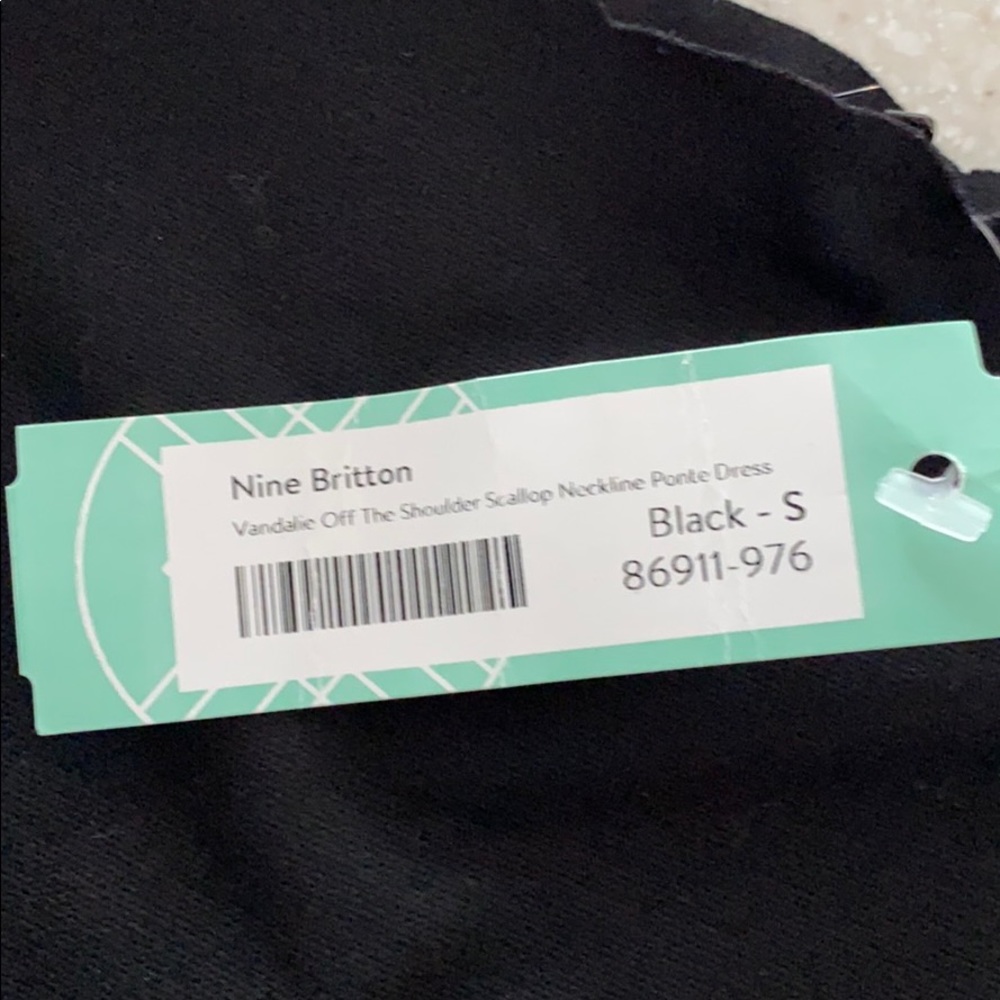 Nine Britton
Vandalie Off The Shoulder Scallop Neckline Ponte Dress
Black - S
86911-976